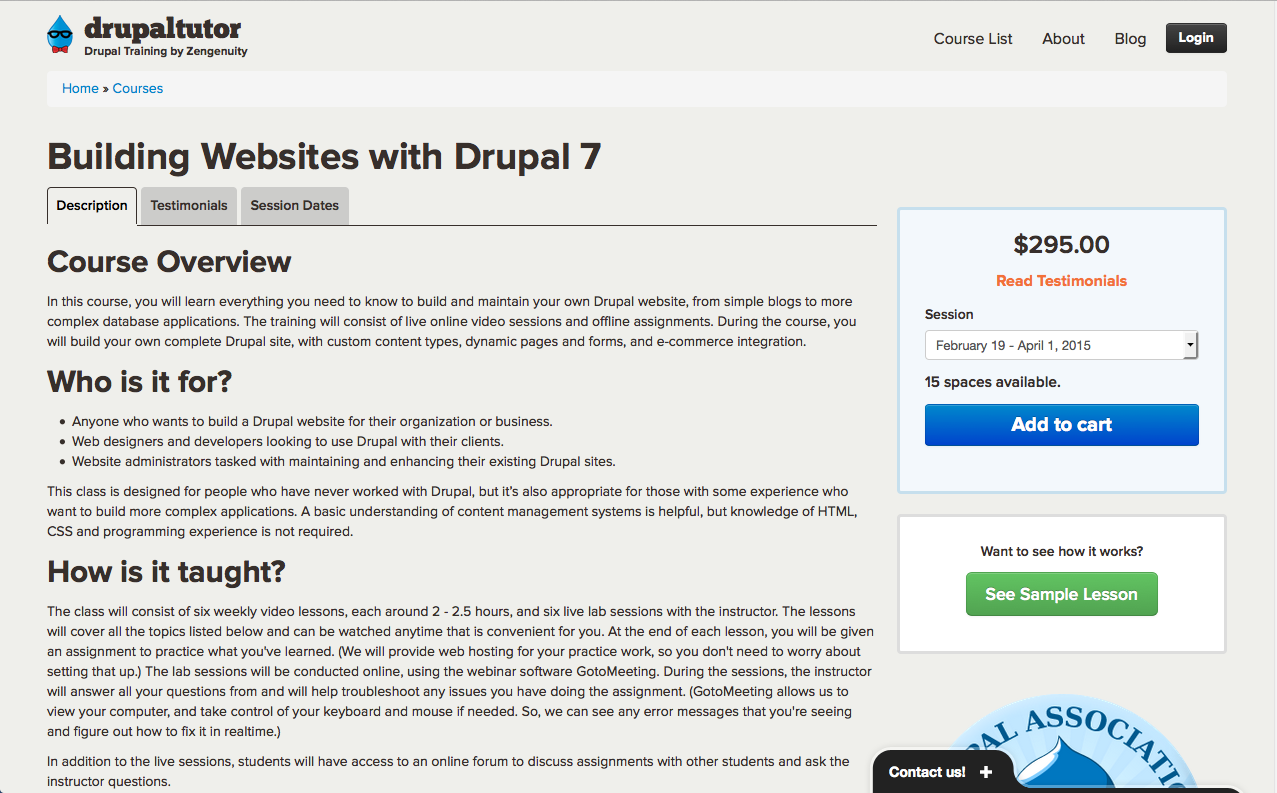 drupaltutor
Drupal Training by Zengenuity
Course List
About
Blog
Login
Home » Courses
Building Websites with Drupal 7
Description
Testimonials
Session Dates
Course Overview
In this course, you will learn everything you need to know to build and maintain your own Drupal website, from simple blogs to more
complex database applications. The training will consist of live online video sessions and offline assignments. During the course, you
will build your own complete Drupal site, with custom content types, dynamic pages and forms, and e-commerce integration.
Who is it for?
• Anyone who wants to build a Drupal website for their organization or business.
• Web designers and developers looking to use Drupal with their clients.
• Website administrators tasked with maintaining and enhancing their existing Drupal sites.
This class is designed for people who have never worked with Drupal, but it's also appropriate for those with some experience who
want to build more complex applications. A basic understanding of content management systems is helpful, but knowledge of HTML,
CSS and programming experience is not required.
How is it taught?
The class will consist of six weekly video lessons, each around 2 - 2.5 hours, and six live lab sessions with the instructor. The lessons
will cover all the topics listed below and can be watched anytime that is convenient for you. At the end of each lesson, you will be given
an assignment to practice what you've learned. (We will provide web hosting for your practice work, so you don't need to worry about
setting that up.) The lab sessions will be conducted online, using the webinar software GotoMeeting. During the sessions, the instructor
will answer all your questions from and will help troubleshoot any issues you have doing the assignment. (GotoMeeting allows us to
view your computer, and take control of your keyboard and mouse if needed. So, we can see any error messages that you're seeing
and figure out how to fix it in realtime.)
In addition to the live sessions, students will have access to an online forum to discuss assignments with other students and ask the
instructor questions.
$295.00
Read Testimonials
Session
February 19 - April 1, 2015
15 spaces available.
Add to cart
Want to see how it works?
See Sample Lesson
PAL ASSOCIATI
Contact us! +